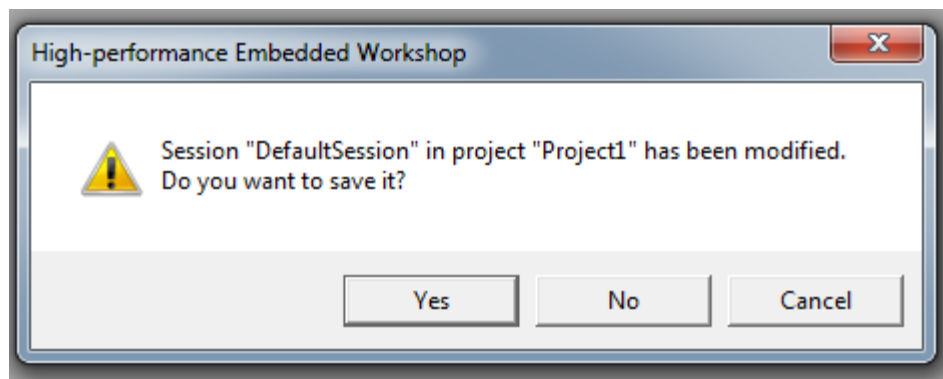 High-performance Embedded Workshop
Session "DefaultSession" in project "Project1" has been modified.
Do you want to save it?
Yes No Cancel